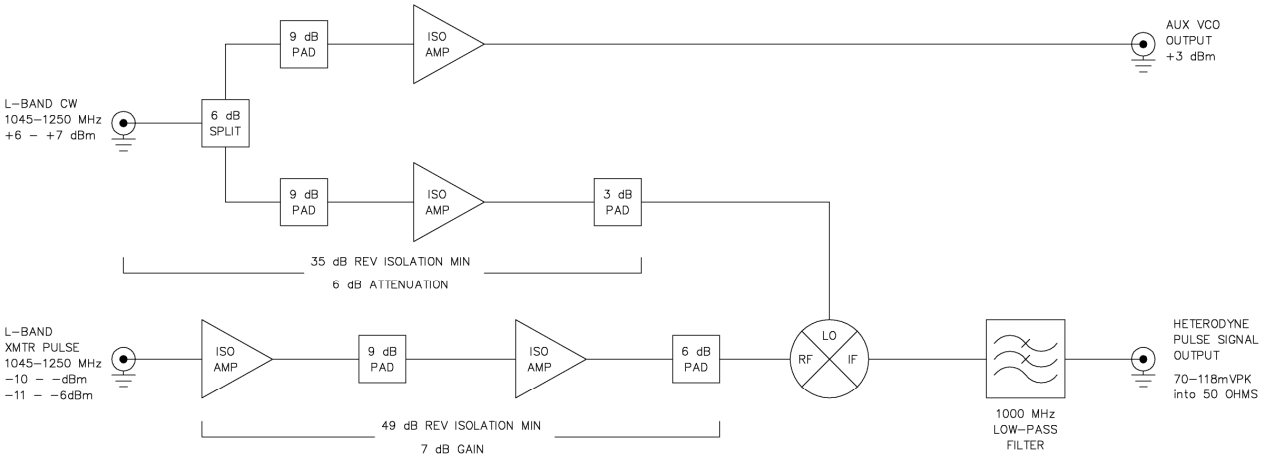 AUX VCO
OUTPUT
+3 dBm
9 dB
PAD
ISO
AMP
L-BAND CW
1045-1250 MHz
+6 - +7 dBm
6 dB
SPLIT
9 dB
PAD
ISO
AMP
3 dB
PAD
35 dB REV ISOLATION MIN
6 dB ATTENUATION
L-BAND
XMTR PULSE
1045-1250 MHz
-10 - -dBm
-11 - -6dBm
ISO
AMP
9 dB
PAD
ISO
AMP
6 dB
PAD
LO
RF
IF
HETERODYNE
PULSE SIGNAL
OUTPUT
70-118mVPK
into 50 OHMS
1000 MHz
LOW-PASS
FILTER
49 dB REV ISOLATION MIN
7 dB GAIN